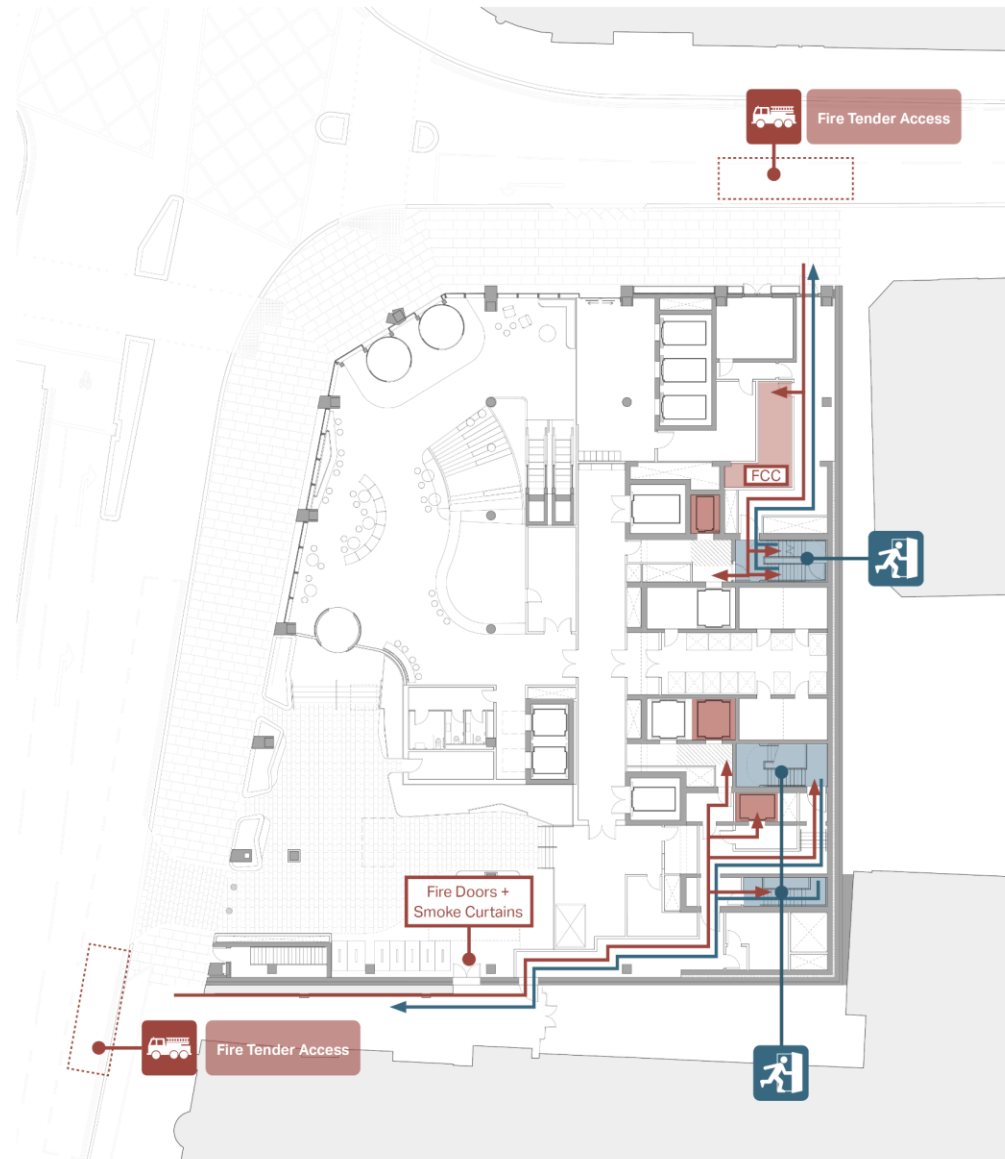 Fire Tender Access
FCC
Fire Doors +
Smoke Curtains
Fire Tender Access